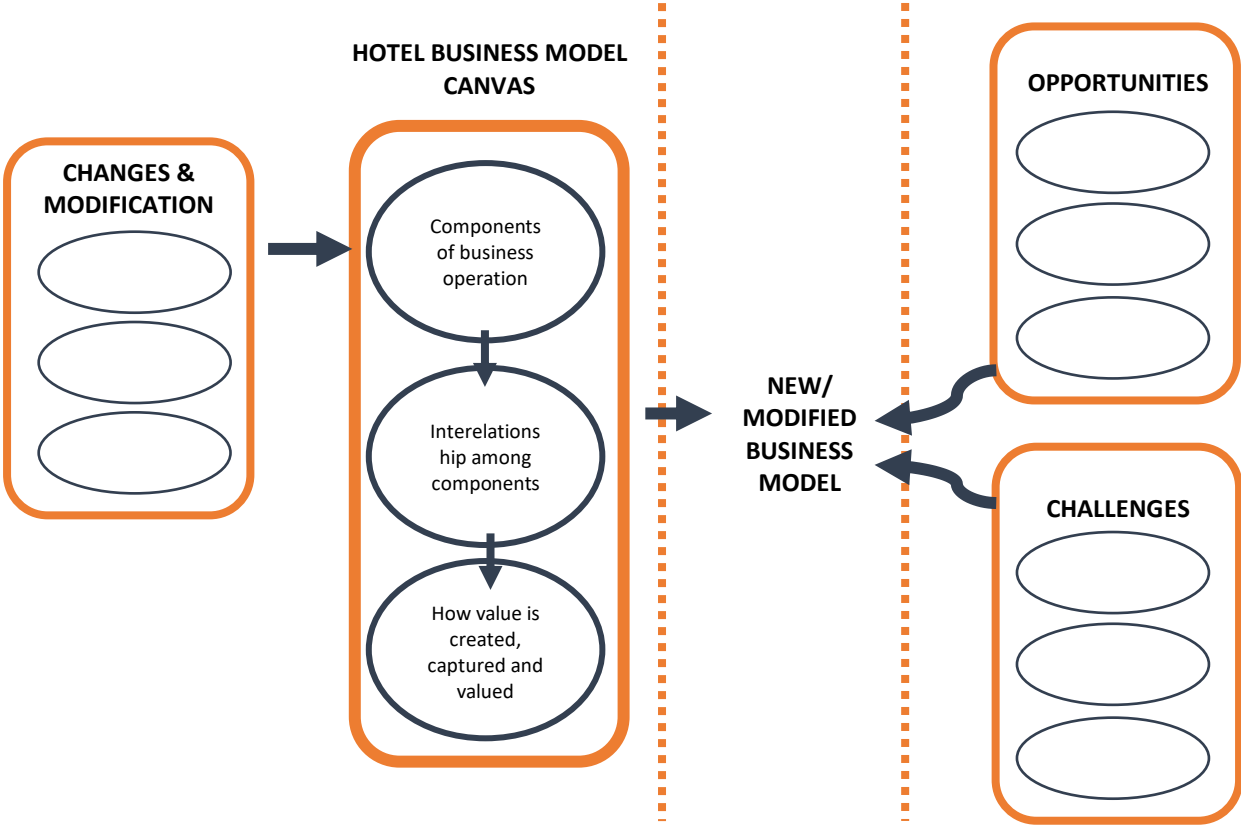 CHANGES &
MODIFICATION
HOTEL BUSINESS MODEL
CANVAS
Components
of business
operation
Interelations
hip among
components
How value is
created,
captured and
valued
NEW/
MODIFIED
BUSINESS
MODEL
OPPORTUNITIES
CHALLENGES